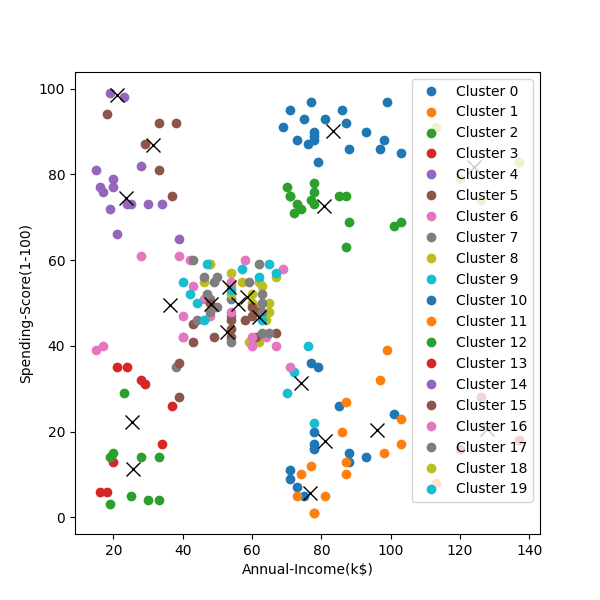 100
80
60
40
20
0
Spending-Score(1-100)
20
40
60
80
100
120
140
Annual-Income(k$)
Cluster 0
Cluster 1
Cluster 2
Cluster 3
Cluster 4
Cluster 5
Cluster 6
Cluster 7
Cluster 8
Cluster 9
Cluster 10
Cluster 11
Cluster 12
Cluster 13
Cluster 14
Cluster 15
Cluster 16
Cluster 17
Cluster 18
Cluster 19